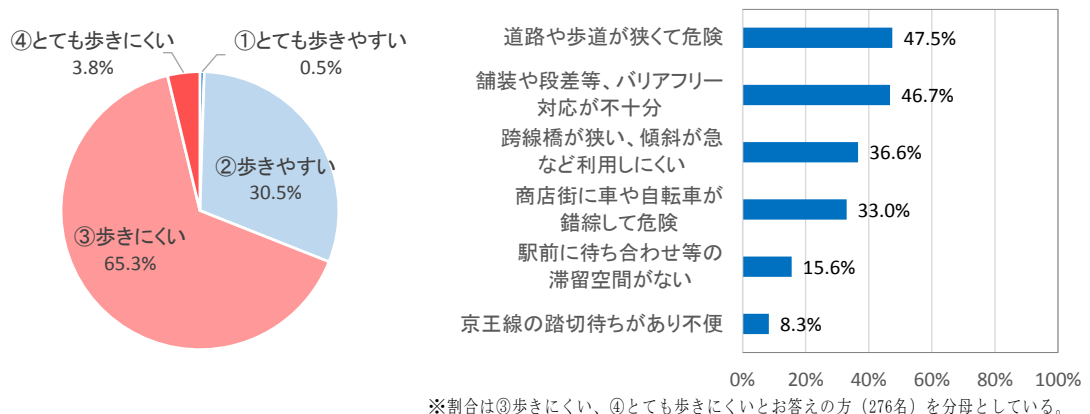 ④とても歩きにくい
3.8%
①とても歩きやすい
0.5%
②歩きやすい
30.5%
③歩きにくい
65.3%
道路や歩道が狭くて危険
47.5%
舗装や段差等、バリアフリー
対応が不十分
46.7%
跨線橋が狭い、傾斜が急
など利用しにくい
36.6%
商店街に車や自転車が
錯綜して危険
33.0%
駅前に待ち合わせ等の
滞留空間がない
15.6%
京王線の踏切待ちがあり不便
8.3%
0% 20% 40% 60% 80% 100%
※割合は③歩きにくい、④とても歩きにくいとお答えの方（276名）を分母としている。